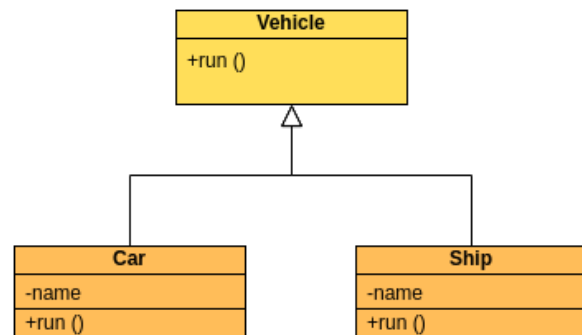 Vehicle
+run ()
Car
-name
+run ()
Ship
-name
+run ()